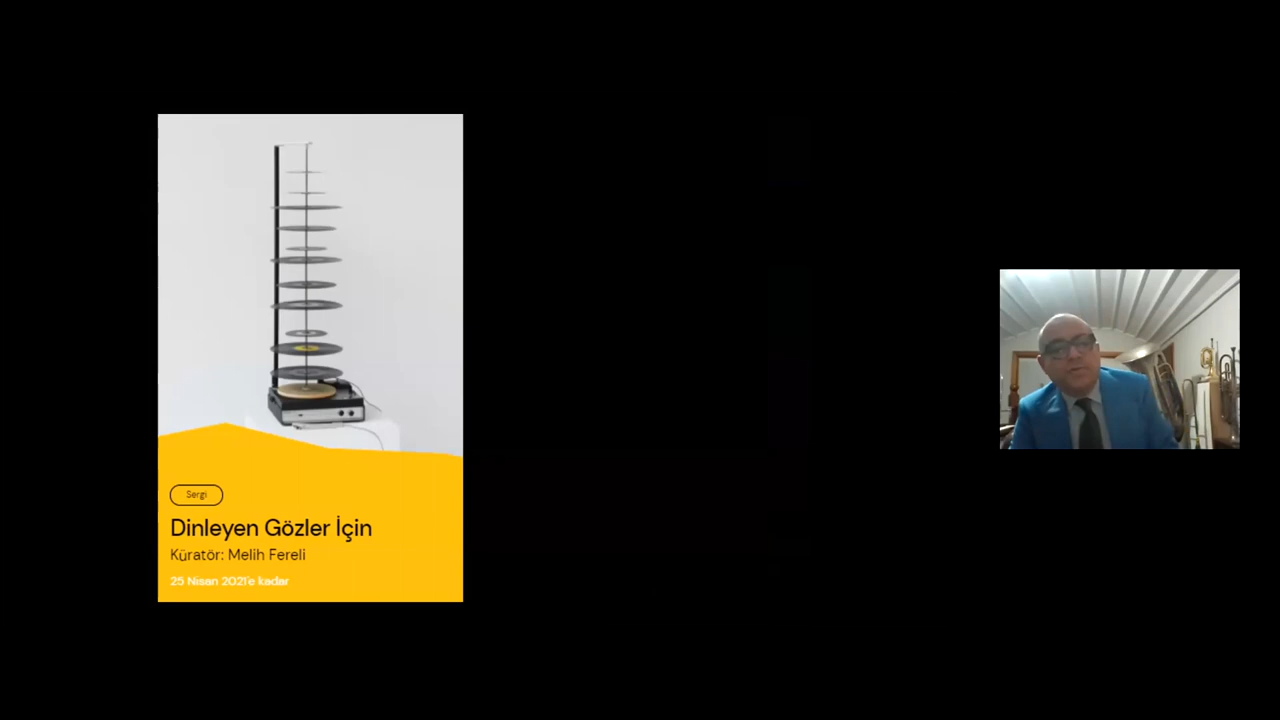 Sergi
Dinleyen Gözler İçin
Küratör: Melih Fereli
25 Nisan 2021'e kadar